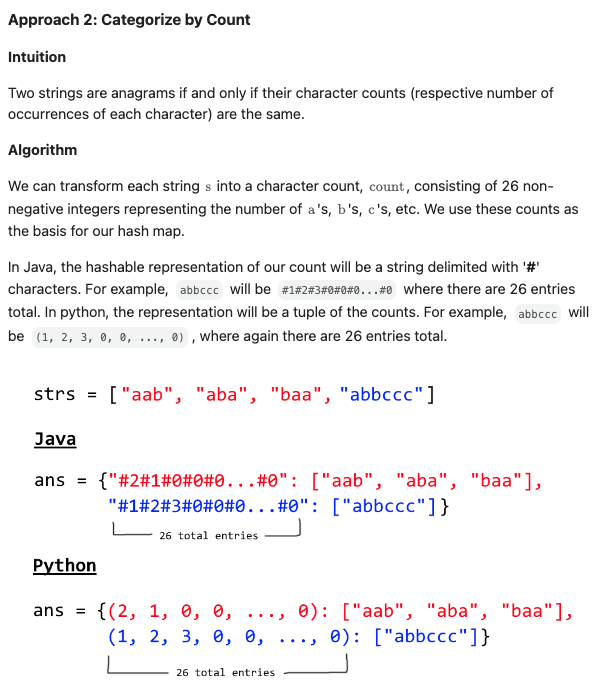 Approach 2: Categorize by Count
Intuition
Two strings are anagrams if and only if their character counts (respective number of
occurrences of each character) are the same.
Algorithm
We can transform each string s into a character count, count, consisting of 26 non-
negative integers representing the number of a's, b's, c's, etc. We use these counts as
the basis for our hash map.
In Java, the hashable representation of our count will be a string delimited with '#'
characters. For example, abbccc will be #1#2#3#0#0#0...#0 where there are 26 entries
total. In python, the representation will be a tuple of the counts. For example, abbccc will
be (1, 2, 3, 0, 0, ..., 0) , where again there are 26 entries total.
strs = ["aab", "aba", "baa", "abbccc"]
Java
ans = {"#2#1#0#0#0...#0": ["aab", "aba", "baa"],
"#1#2#3#0#0#0...#0": ["abbccc"]}
26 total entries
Python
ans = {(2, 1, 0, 0, ..., 0): ["aab", "aba", "baa"],
(1, 2, 3, 0, 0, ..., 0): ["abbccc"]}
26 total entries